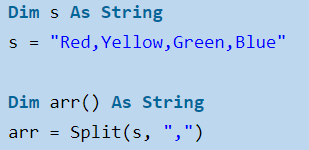 Dim s As String
s = "Red,Yellow,Green,Blue"
Dim arr() As String
arr = Split(s, ",")